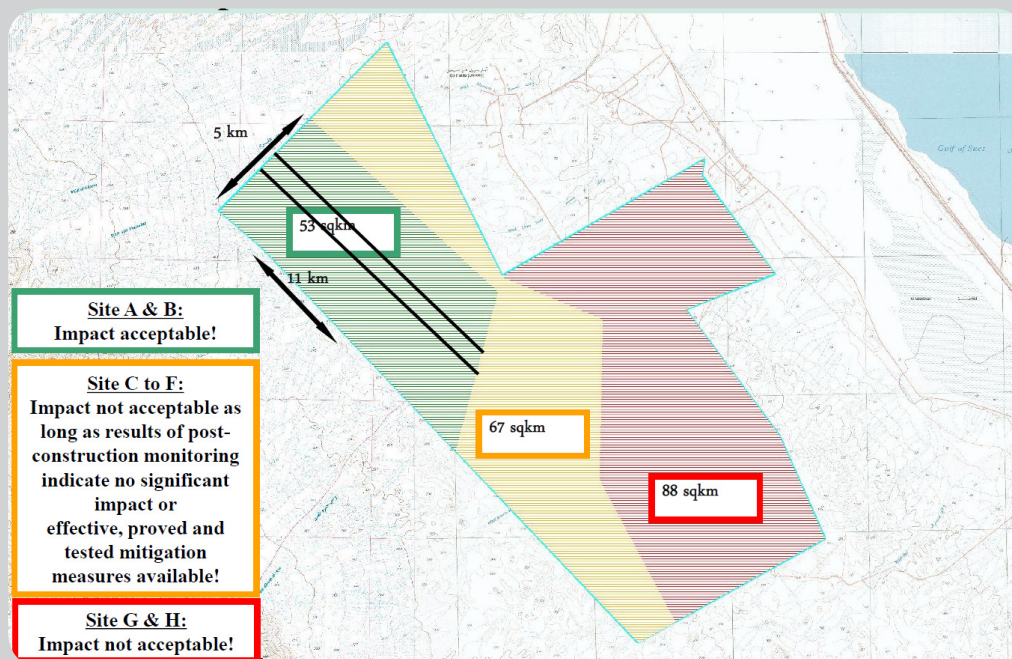 5 km
53 sqkm
11 km
Gulf of Suez
Site A & B:
Impact acceptable!
Site C to F:
Impact not acceptable as
long as results of post-
construction monitoring
indicate no significant
impact or
effective, proved and
tested mitigation
measures available!
67 sqkm
88 sqkm
Site G & H:
Impact not acceptable!